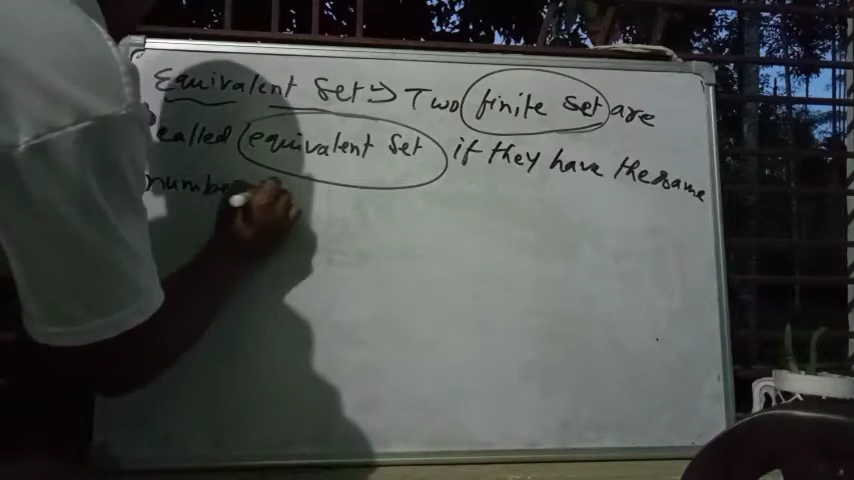 Equivalent Set → Two finite set are
called equivalent set if they have the same
number